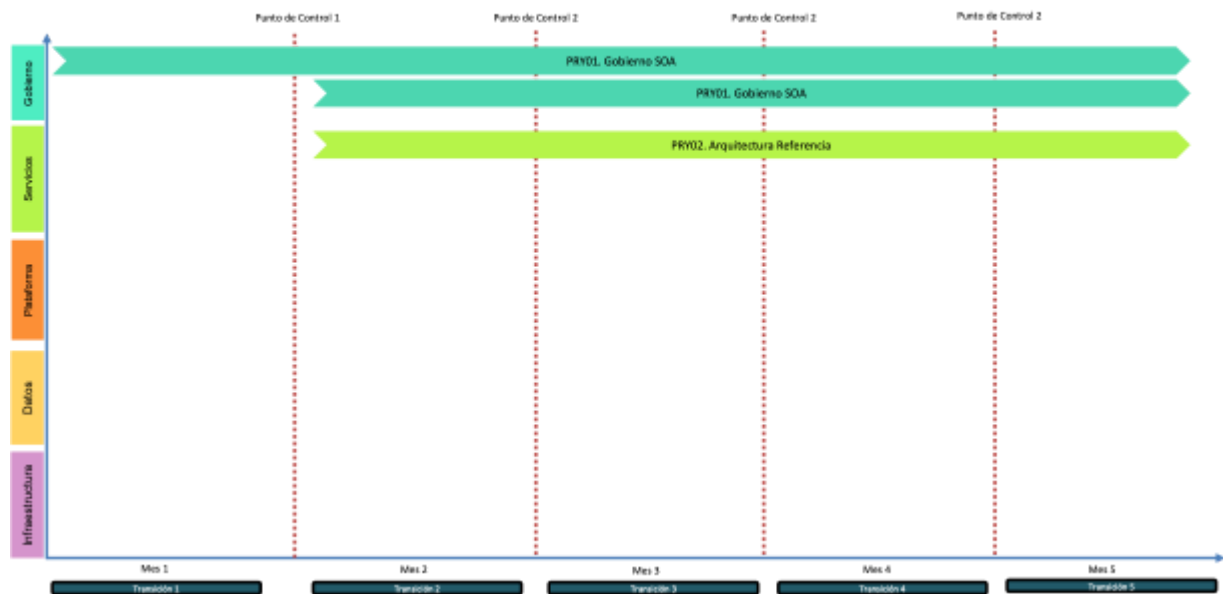 Punto de Control 1
Punto de Control 2
Punto de Control 2
Punto de Control 2
Gobierno
PRY01. Gobierno SOA
PRY01. Gobierno SOA
Servicios
PRY02. Arquitectura Referencia
Plataforma
Datos
Infraestructura
Mes 1
Mes 2
Mes 3
Mes 4
Mes 5
Transición 1
Transición 2
Transición 3
Transición 4
Transición 5